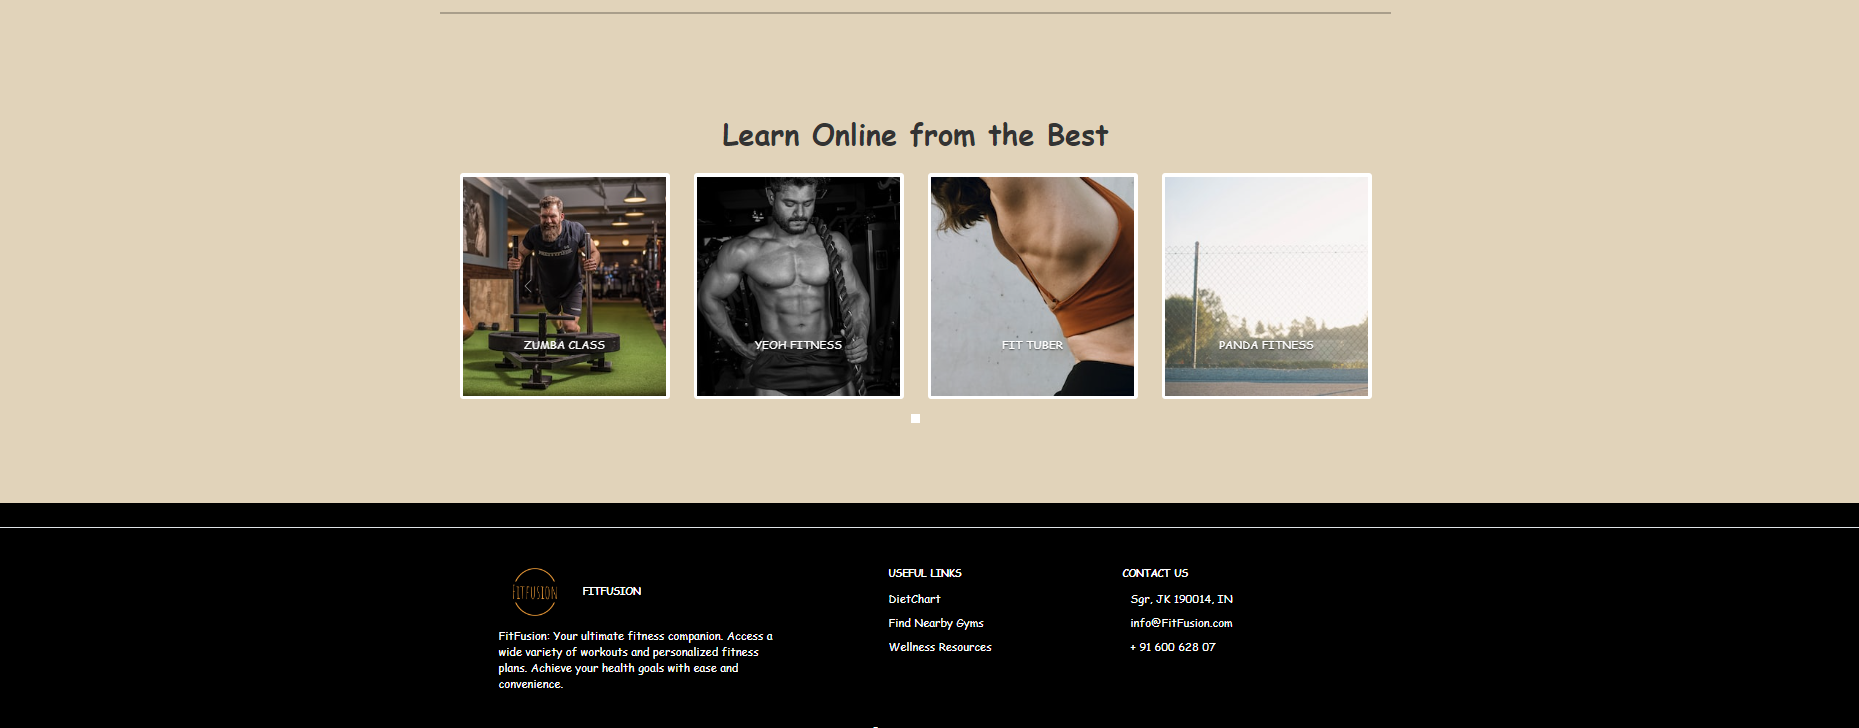 Learn Online from the Best
ZUMBA CLASS
YEOH FITNESS
FIT TUBER
PANDA FITNESS
FITFUSION
FITFUSION
FitFusion: Your ultimate fitness companion. Access a
wide variety of workouts and personalized fitness
plans. Achieve your health goals with ease and
convenience.
USEFUL LINKS
DietChart
Find Nearby Gyms
Wellness Resources
CONTACT US
Sgr, JK 190014, IN
info@FitFusion.com
+ 91 600 628 07